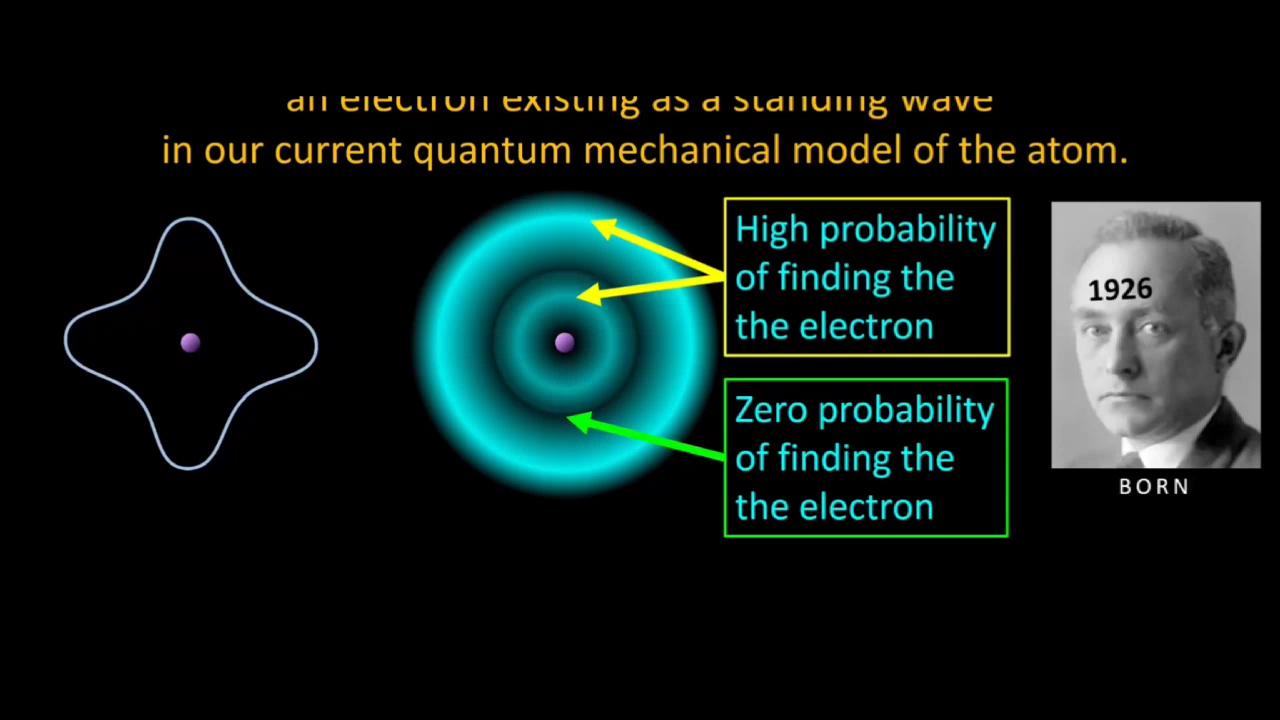 an electron existing as a standing wave
in our current quantum mechanical model of the atom.
High probability
of finding the
the electron
1926
Zero probability
of finding the
the electron
BORN